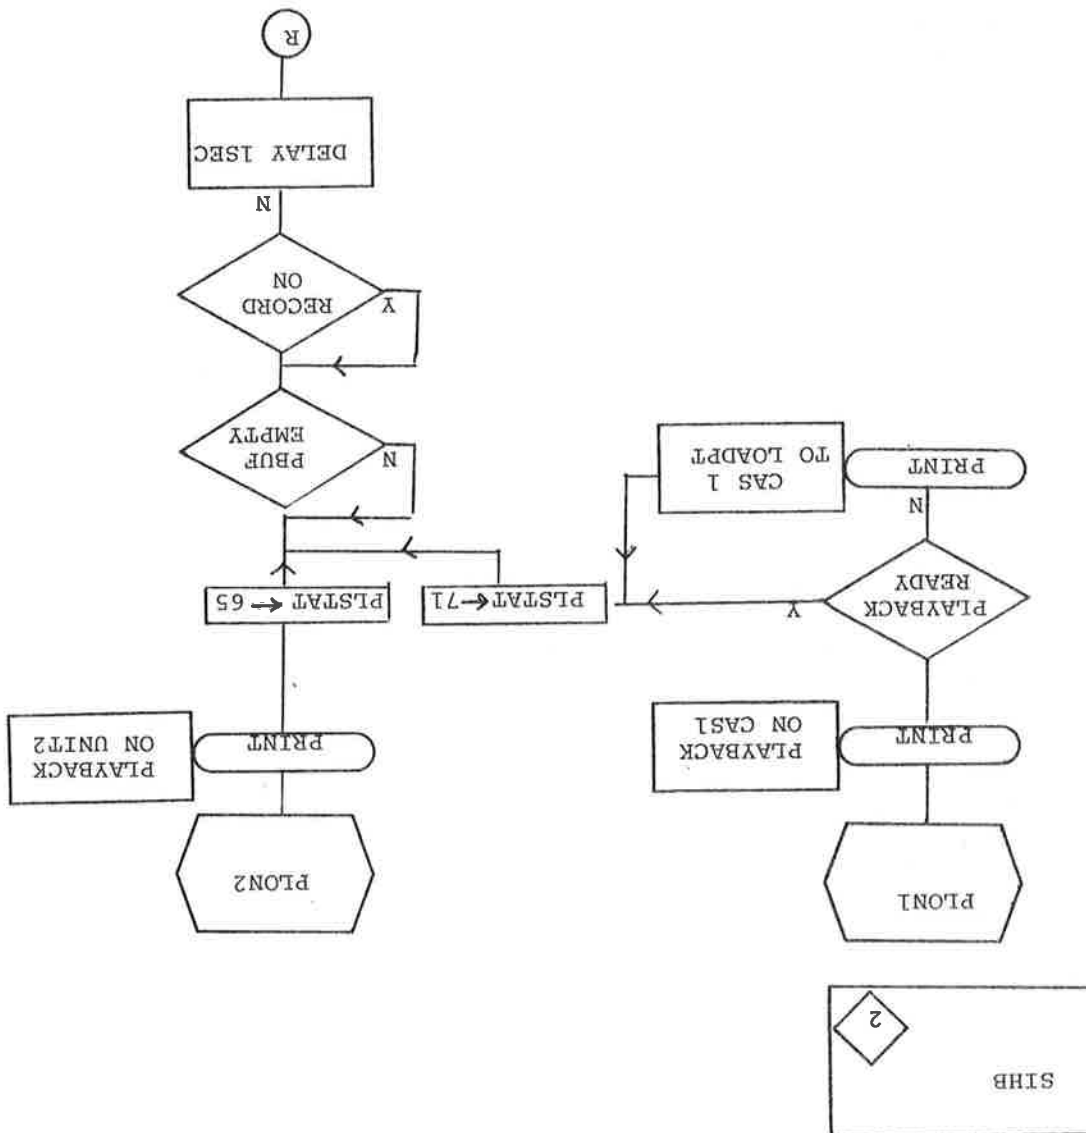 SIHB
2
PLON1
PRINT
PLAYBACK
ON CAS1
PLAYBACK
READY
Y
N
PRINT
CAS 1
TO LOADPT
PLSTAT←71
PLON2
PRINT
PLAYBACK
ON UNIT2
PLSTAT ← 65
PBUF
EMPTY
N
RECORD
ON
Y
N
DELAY 1SEC
R